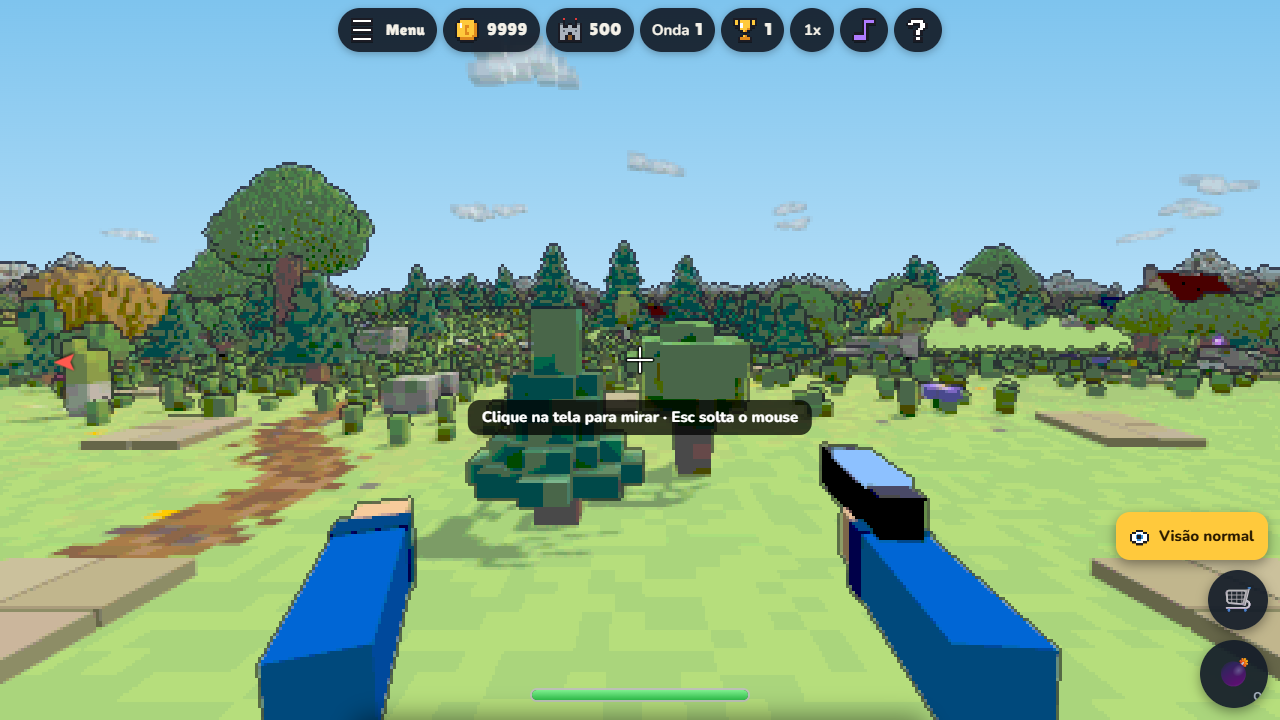 Menu
9999
500
Onda 1
1
1x
?
Clique na tela para mirar · Esc solta o mouse
Visão normal